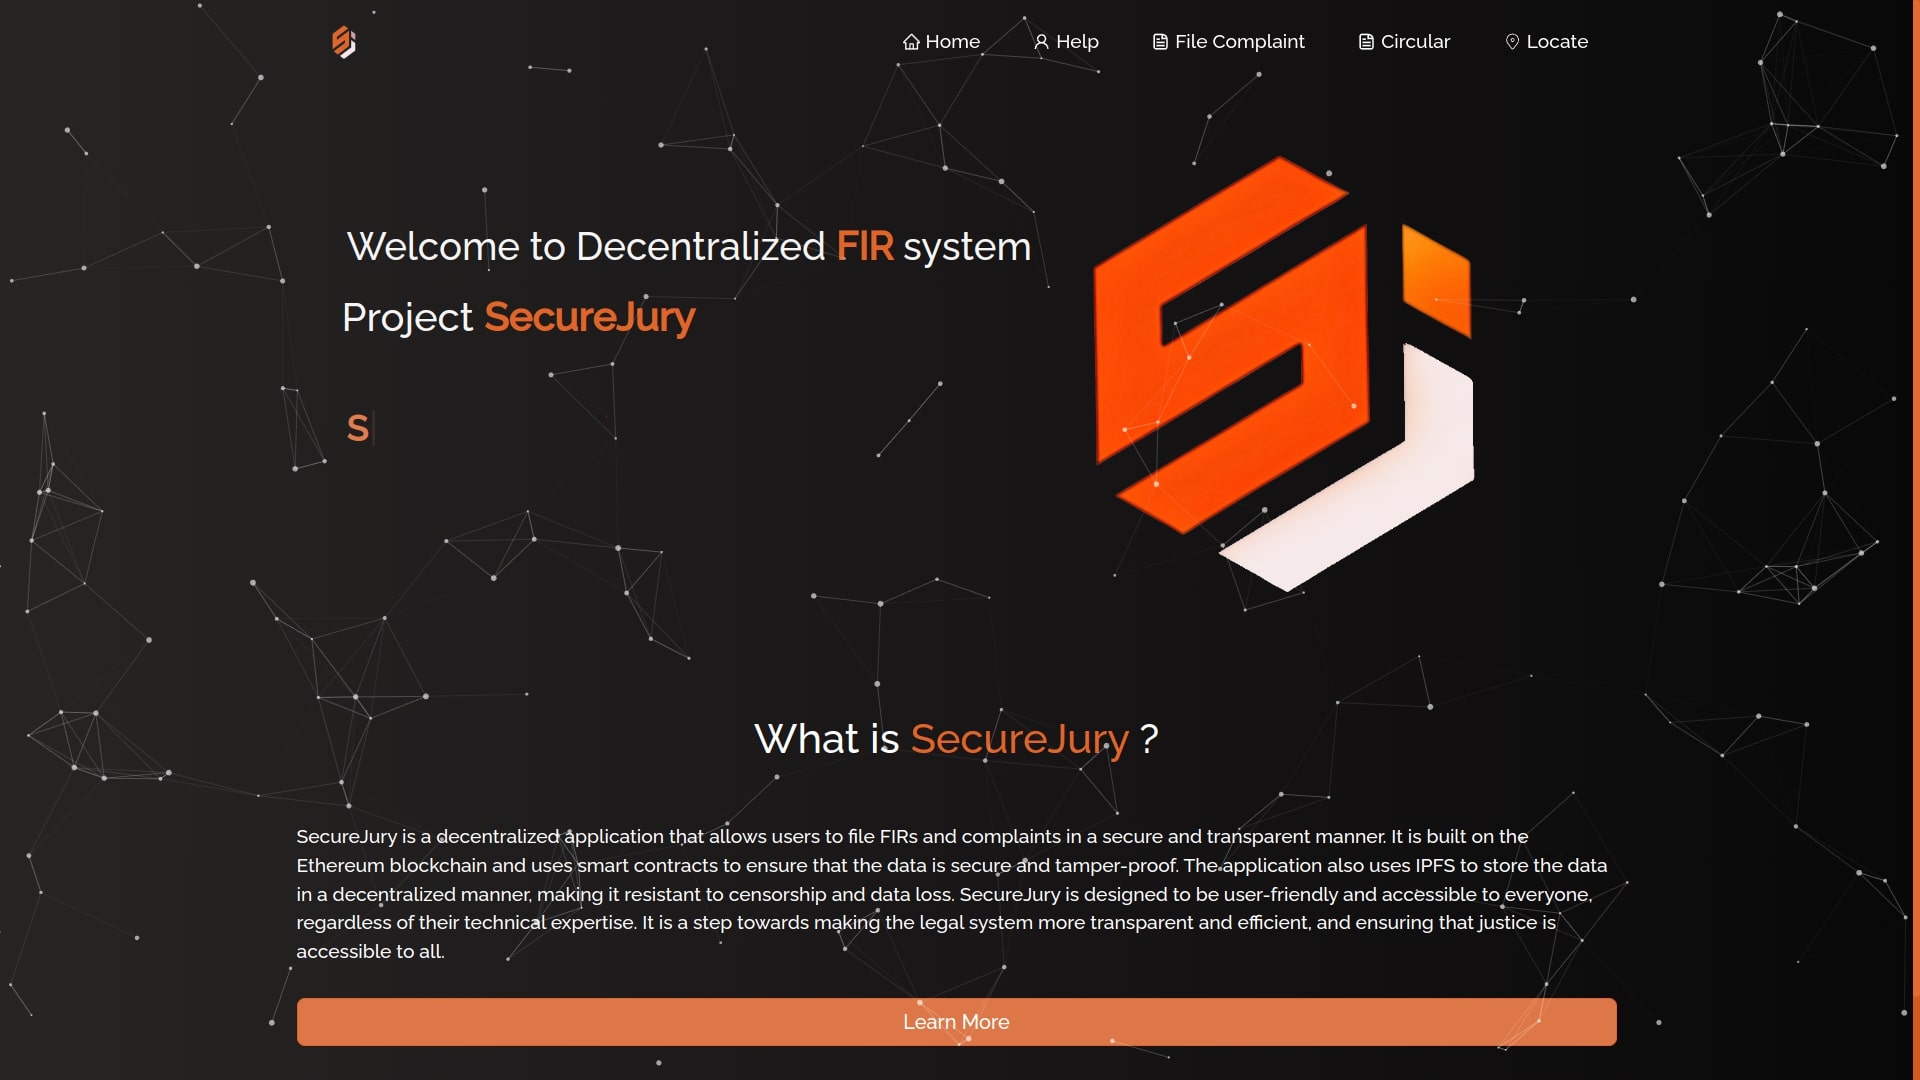 Home Help File Complaint Circular Locate
Welcome to Decentralized FIR system
Project SecureJury
S
What is SecureJury ?
SecureJury is a decentralized application that allows users to file FIRs and complaints in a secure and transparent manner. It is built on the
Ethereum blockchain and uses smart contracts to ensure that the data is secure and tamper-proof. The application also uses IPFS to store the data
in a decentralized manner, making it resistant to censorship and data loss. SecureJury is designed to be user-friendly and accessible to everyone,
regardless of their technical expertise. It is a step towards making the legal system more transparent and efficient, and ensuring that justice is
accessible to all.
Learn More